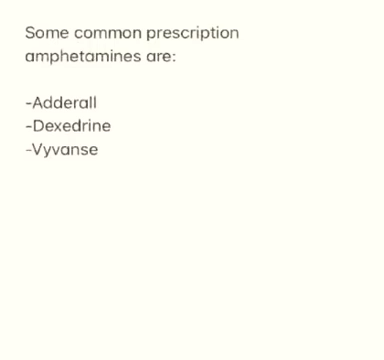 Some common prescription
amphetamines are:
-Adderall
-Dexedrine
-Vyvanse